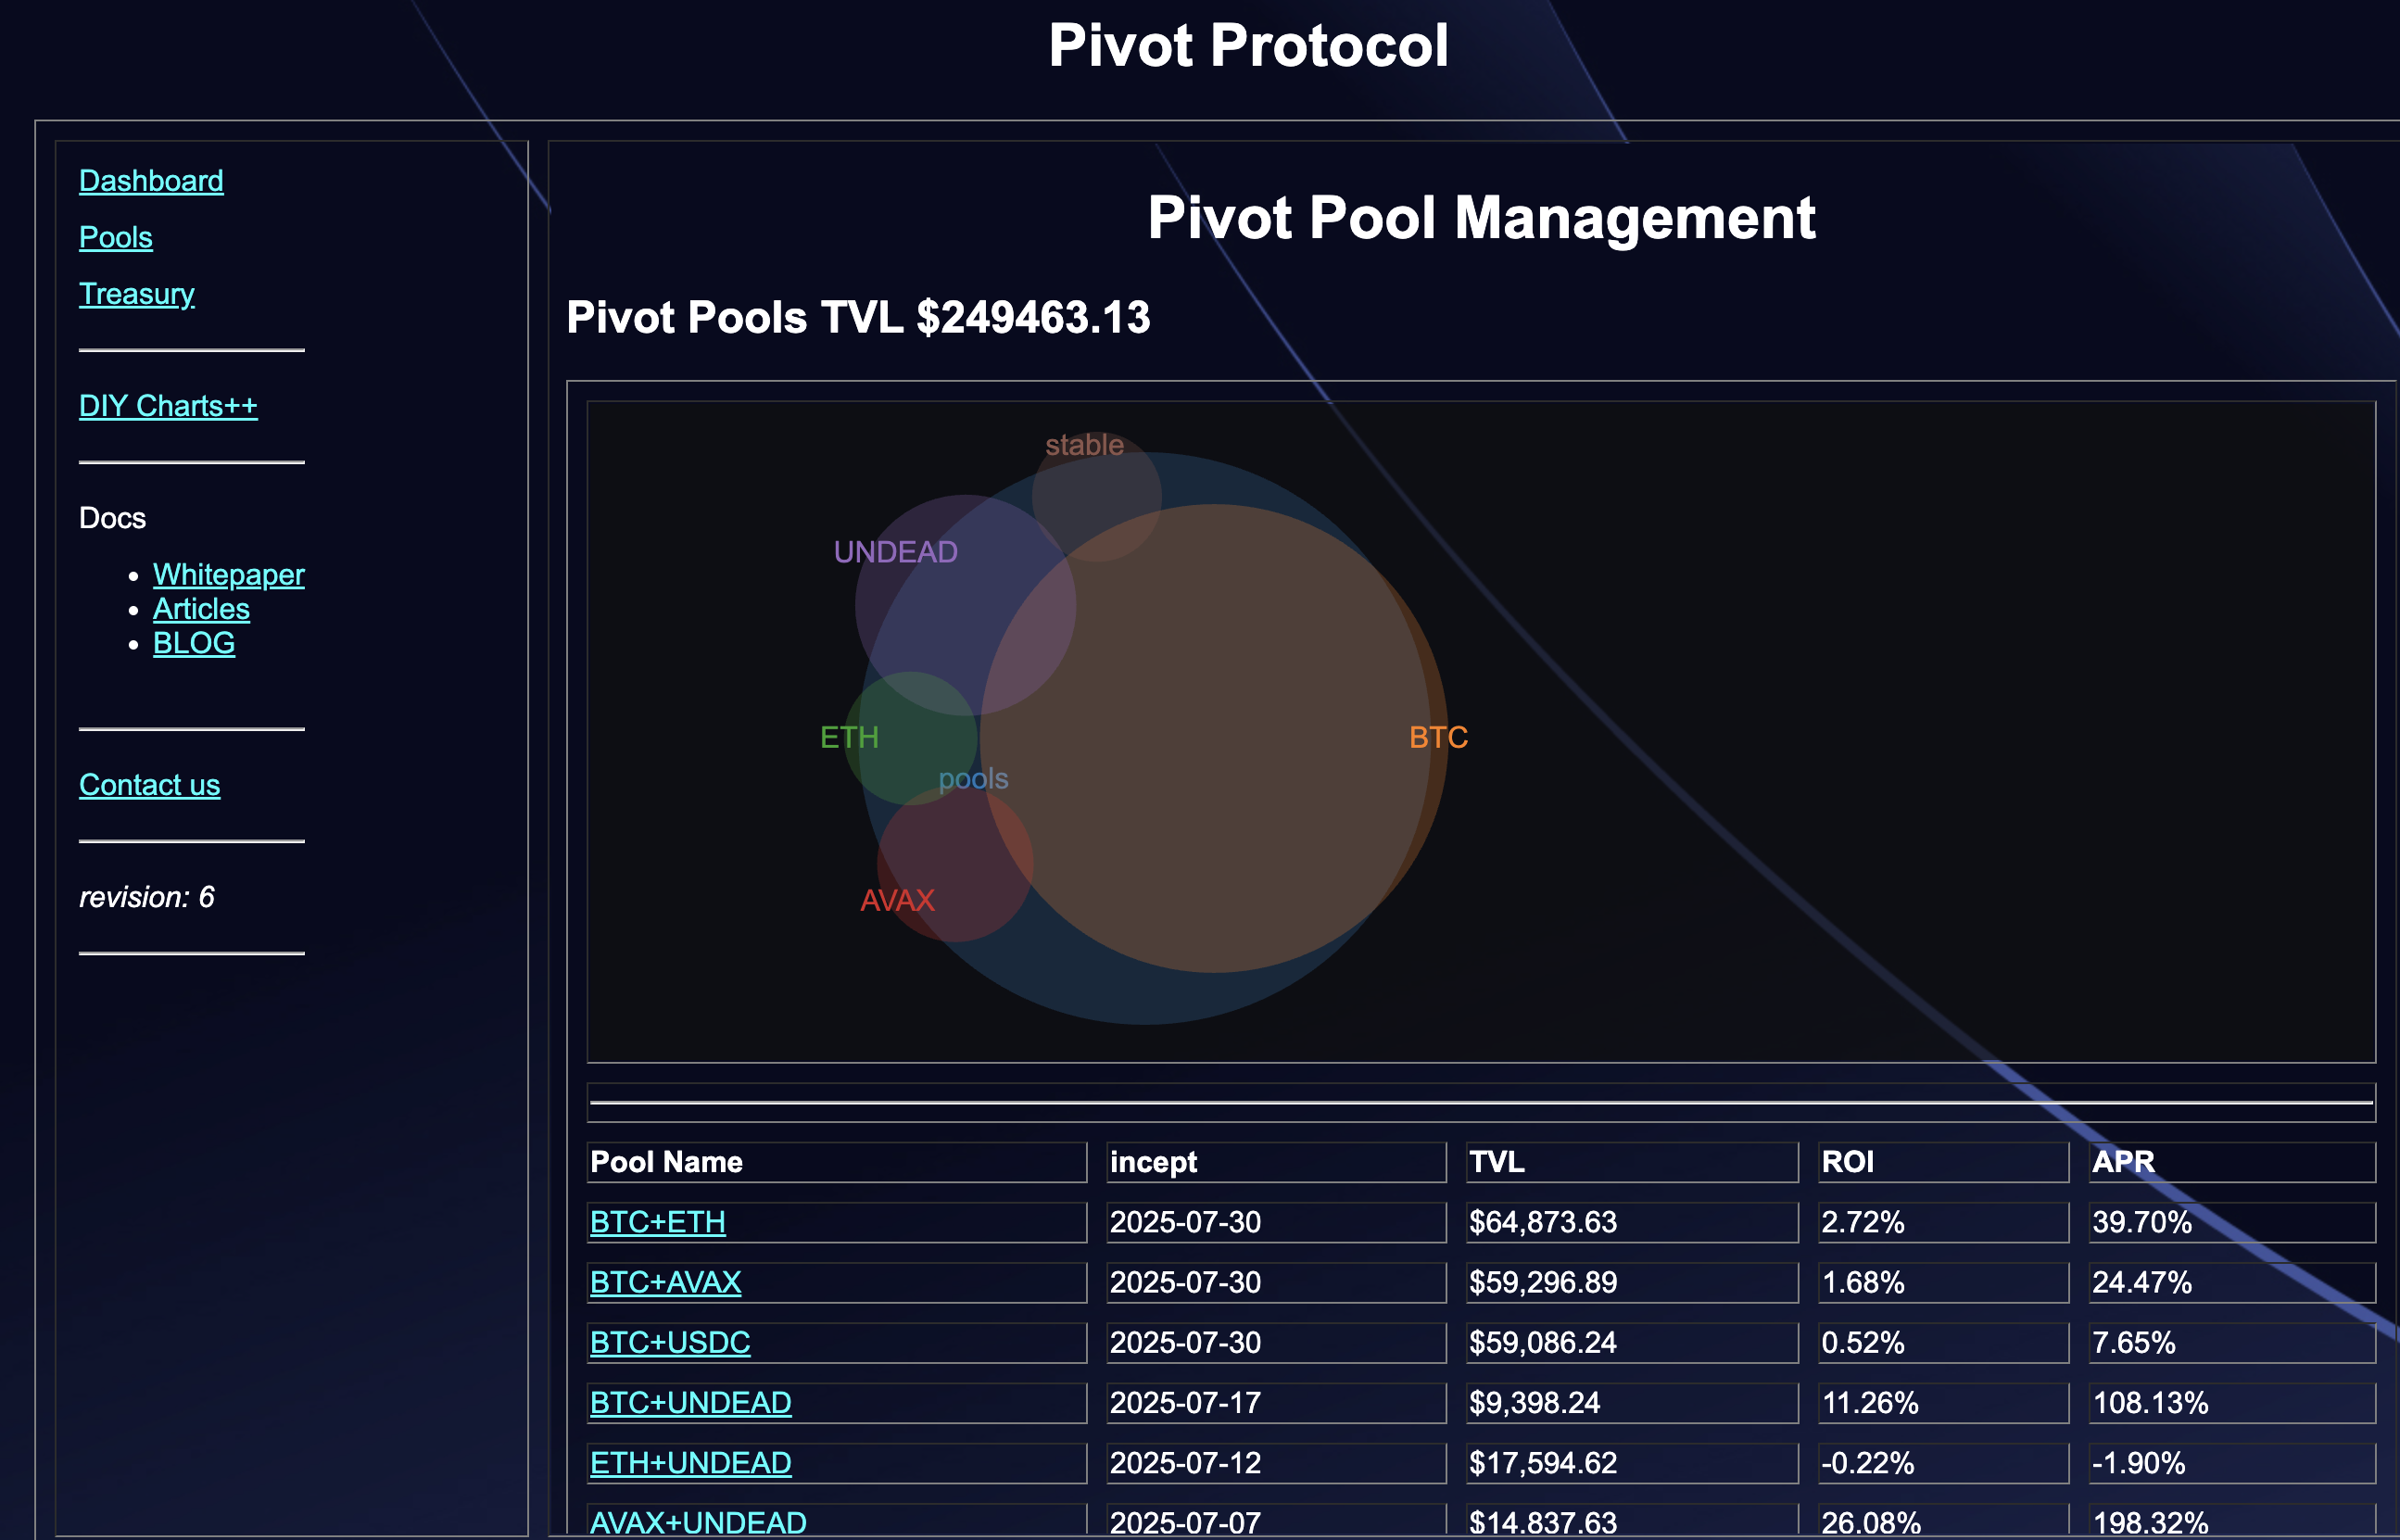 Pivot Protocol
Dashboard
Pools
Treasury
DIY Charts++
Docs
Whitepaper
Articles
BLOG
Contact us
revision: 6
Pivot Pool Management
Pivot Pools TVL $249463.13
stable
UNDEAD
ETH
BTC
pools
AVAX
Pool Name incept TVL ROI APR
BTC+ETH 2025-07-30 $64,873.63 2.72% 39.70%
BTC+AVAX 2025-07-30 $59,296.89 1.68% 24.47%
BTC+USDC 2025-07-30 $59,086.24 0.52% 7.65%
BTC+UNDEAD 2025-07-17 $9,398.24 11.26% 108.13%
ETH+UNDEAD 2025-07-12 $17,594.62 -0.22% -1.90%
AVAX+UNDEAD 2025-07-07 $14,837.63 26.08% 198.32%